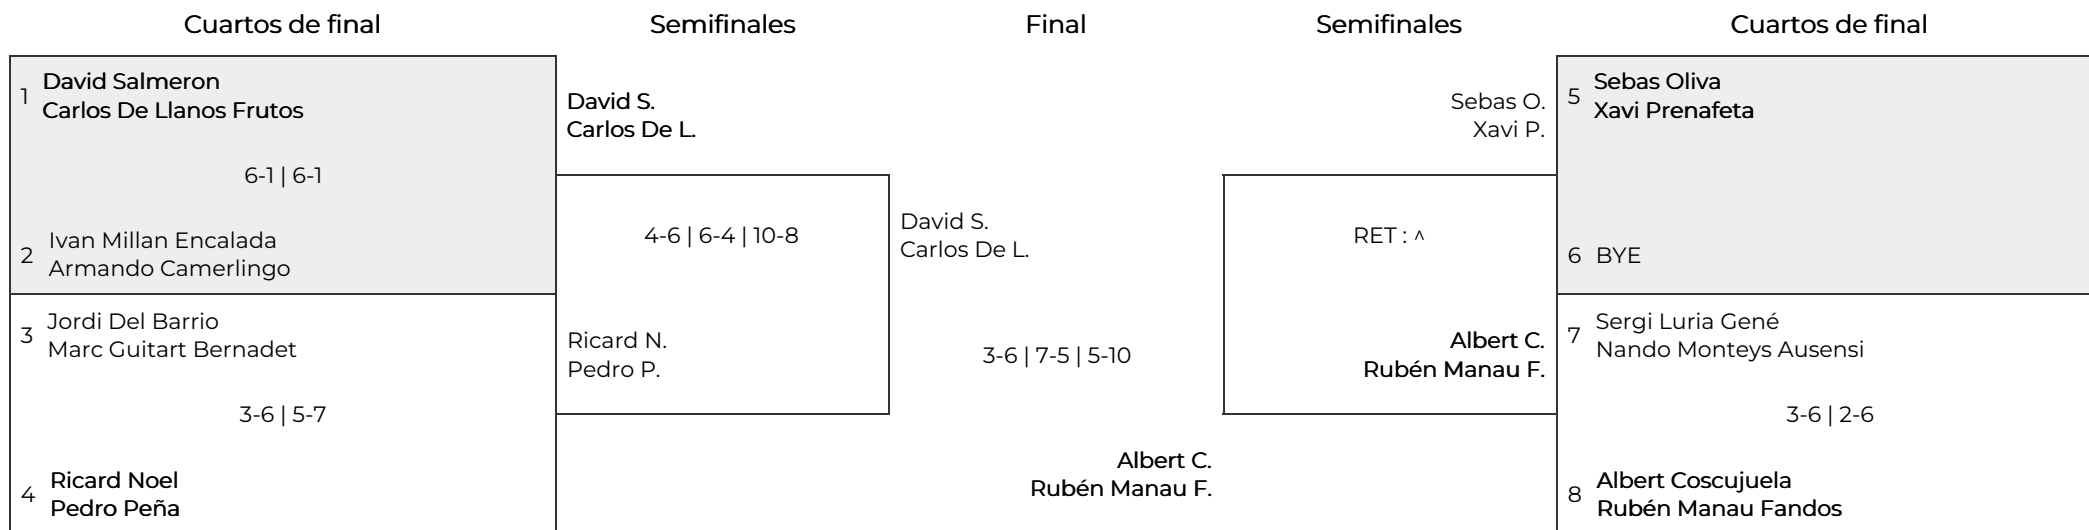 Cuartos de final
Semifinales
Final
Semifinales
Cuartos de final
1
David Salmeron
Carlos De Llanos Frutos
6-1 | 6-1
2
Ivan Millan Encalada
Armando Camerlingo
3
Jordi Del Barrio
Marc Guitart Bernadet
3-6 | 5-7
4
Ricard Noel
Pedro Peña
David S.
Carlos De L.
4-6 | 6-4 | 10-8
Ricard N.
Pedro P.
David S.
Carlos De L.
3-6 | 7-5 | 5-10
Albert C.
Rubén Manau F.
Sebas O.
Xavi P.
RET : ^
Albert C.
Rubén Manau F.
5
Sebas Oliva
Xavi Prenafeta
6 BYE
7
Sergi Luria Gené
Nando Monteys Ausensi
3-6 | 2-6
8
Albert Coscujuela
Rubén Manau Fandos